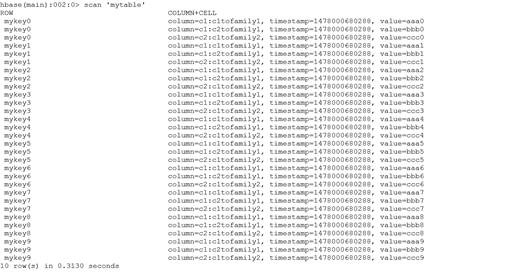 hbase(main):002:0> scan 'mytable'
ROW COLUMN+CELL
mykey0 column=c1:c1tofamily1, timestamp=1478000680288, value=aaa0
mykey0 column=c1:c2tofamily1, timestamp=1478000680288, value=bbb0
mykey0 column=c2:c1tofamily2, timestamp=1478000680288, value=ccc0
mykey1 column=c1:c1tofamily1, timestamp=1478000680288, value=aaa1
mykey1 column=c1:c2tofamily1, timestamp=1478000680288, value=bbb1
mykey1 column=c2:c1tofamily2, timestamp=1478000680288, value=ccc1
mykey2 column=c1:c1tofamily1, timestamp=1478000680288, value=aaa2
mykey2 column=c1:c2tofamily1, timestamp=1478000680288, value=bbb2
mykey2 column=c2:c1tofamily2, timestamp=1478000680288, value=ccc2
mykey3 column=c1:c1tofamily1, timestamp=1478000680288, value=aaa3
mykey3 column=c1:c2tofamily1, timestamp=1478000680288, value=bbb3
mykey3 column=c2:c1tofamily2, timestamp=1478000680288, value=ccc3
mykey4 column=c1:c1tofamily1, timestamp=1478000680288, value=aaa4
mykey4 column=c1:c2tofamily1, timestamp=1478000680288, value=bbb4
mykey4 column=c2:c1tofamily2, timestamp=1478000680288, value=ccc4
mykey5 column=c1:c1tofamily1, timestamp=1478000680288, value=aaa5
mykey5 column=c1:c2tofamily1, timestamp=1478000680288, value=bbb5
mykey5 column=c2:c1tofamily2, timestamp=1478000680288, value=ccc5
mykey6 column=c1:c1tofamily1, timestamp=1478000680288, value=aaa6
mykey6 column=c1:c2tofamily1, timestamp=1478000680288, value=bbb6
mykey6 column=c2:c1tofamily2, timestamp=1478000680288, value=ccc6
mykey7 column=c1:c1tofamily1, timestamp=1478000680288, value=aaa7
mykey7 column=c1:c2tofamily1, timestamp=1478000680288, value=bbb7
mykey7 column=c2:c1tofamily2, timestamp=1478000680288, value=ccc7
mykey8 column=c1:c1tofamily1, timestamp=1478000680288, value=aaa8
mykey8 column=c1:c2tofamily1, timestamp=1478000680288, value=bbb8
mykey8 column=c2:c1tofamily2, timestamp=1478000680288, value=ccc8
mykey9 column=c1:c1tofamily1, timestamp=1478000680288, value=aaa9
mykey9 column=c1:c2tofamily1, timestamp=1478000680288, value=bbb9
mykey9 column=c2:c1tofamily2, timestamp=1478000680288, value=ccc9
10 row(s) in 0.3130 seconds